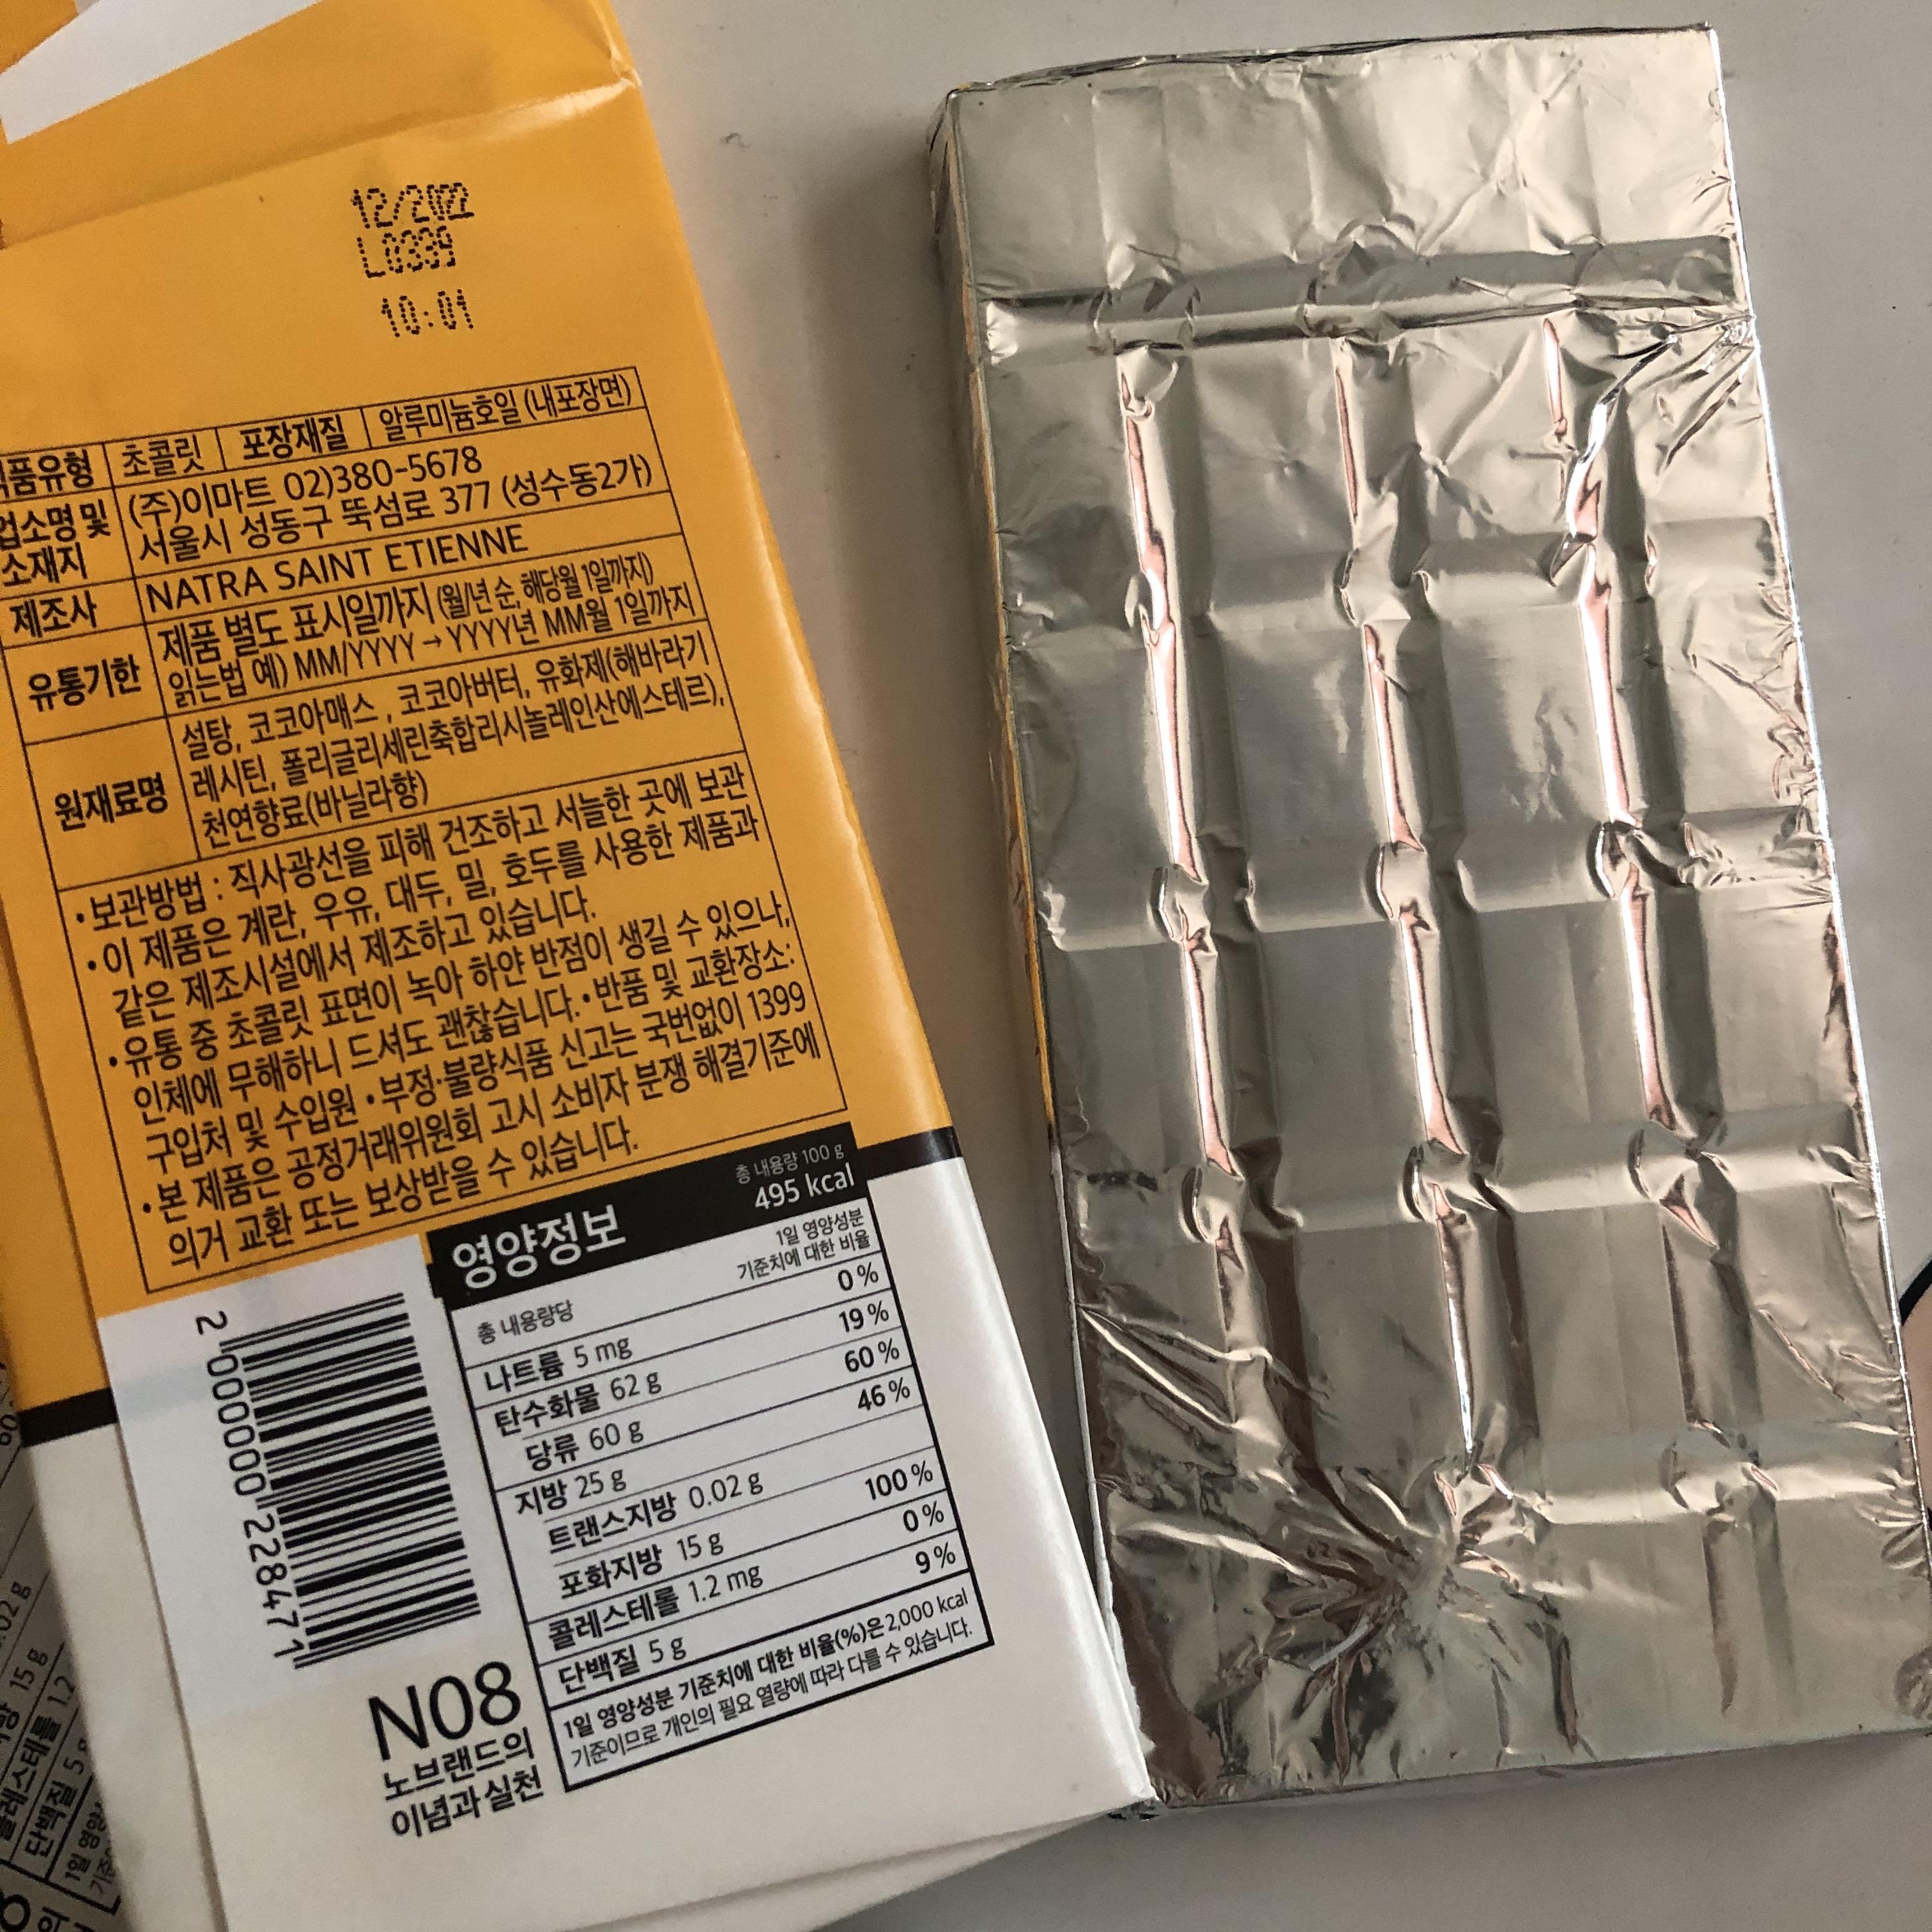 12/2022
L0339
10:01
식품유형 초콜릿 포장재질 알루미늄호일 (내포장면)
업소명 및 소재지 (주)이마트 02)380-5678
서울시 성동구 뚝섬로 377 (성수동2가)
제조사 NATRA SAINT ETIENNE
유통기한 제품 별도 표시일까지 (월/년 순, 해당월 1일까지)
읽는법 예) MM/YYYY → YYYY년 MM월 1일까지
원재료명 설탕, 코코아매스, 코코아버터, 유화제(해바라기
레시틴, 폴리글리세린축합리시놀레인산에스테르),
천연향료(바닐라향)
• 보관방법 : 직사광선을 피해 건조하고 서늘한 곳에 보관
• 이 제품은 계란, 우유, 대두, 밀, 호두를 사용한 제품과
같은 제조시설에서 제조하고 있습니다.
• 유통 중 초콜릿 표면이 녹아 하얀 반점이 생길 수 있으나,
인체에 무해하니 드셔도 괜찮습니다. • 반품 및 교환장소:
구입처 및 수입원 • 부정·불량식품 신고는 국번없이 1399
• 본 제품은 공정거래위원회 고시 소비자 분쟁 해결기준에
의거 교환 또는 보상받을 수 있습니다.
영양정보
총 내용량 100 g
495 kcal
총 내용량당
1일 영양성분
기준치에 대한 비율
나트륨 5 mg 0 %
탄수화물 62 g 19 %
당류 60 g 60 %
지방 25 g 46 %
트랜스지방 0.02 g
포화지방 15 g 100 %
콜레스테롤 1.2 mg 0 %
단백질 5 g 9 %
1일 영양성분 기준치에 대한 비율(%)은 2,000 kcal
기준이므로 개인의 필요 열량에 따라 다를 수 있습니다.
2 000000 228471
N08
노브랜드의
이념과 실천
15 g
1.2
단백질 5